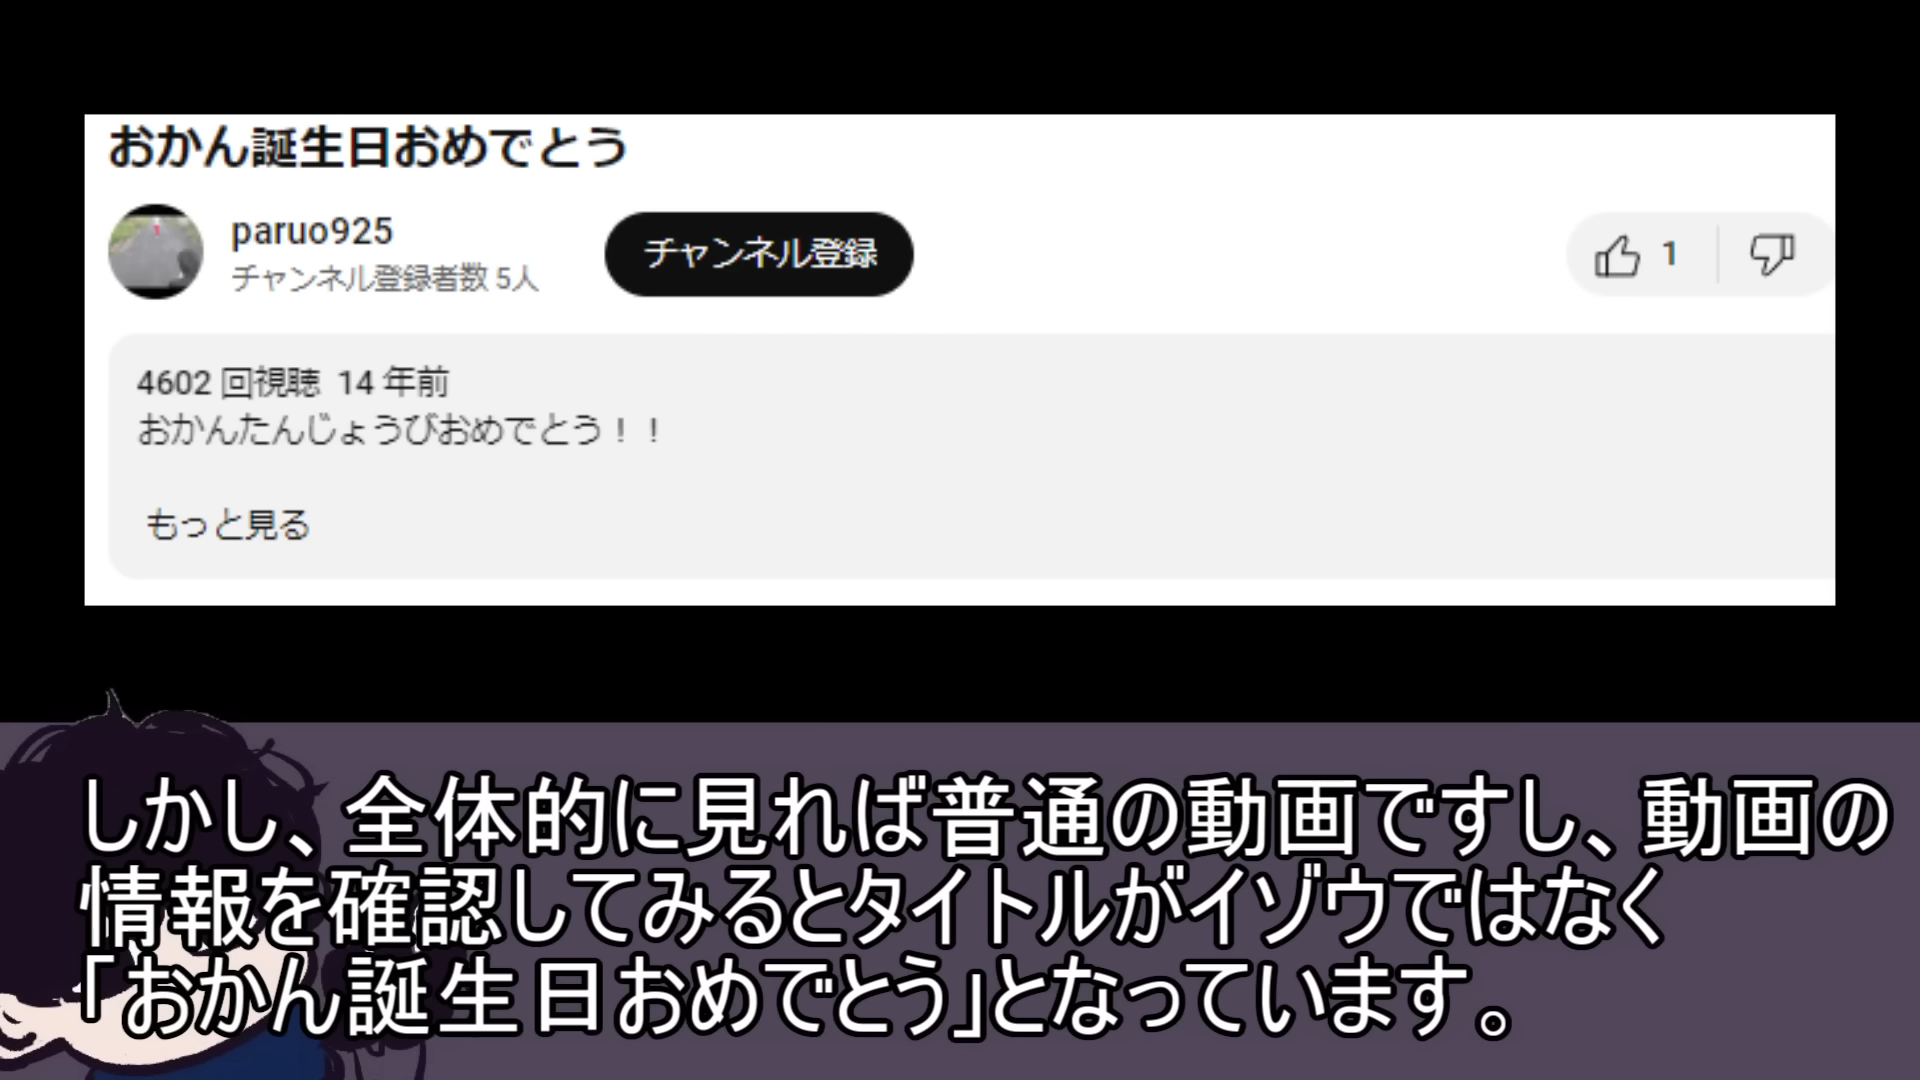 おかん誕生日おめでとう
paruo925
チャンネル登録者数 5人
チャンネル登録
1
4602 回視聴 14 年前
おかんたんじょうびおめでとう！！
もっと見る
しかし、全体的に見れば普通の動画ですし、動画の
情報を確認してみるとタイトルがイゾウではなく
「おかん誕生日おめでとう」となっています。